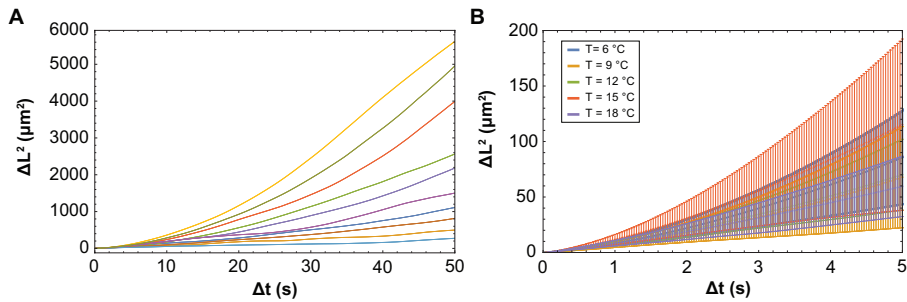 A
6000
5000
4000
3000
2000
1000
0
ΔL² (µm²)
0 10 20 30 40 50
Δt (s)
B
200
150
100
50
0
ΔL² (µm²)
T= 6 °C
T = 9 °C
T = 12 °C
T = 15 °C
T = 18 °C
0 1 2 3 4 5
Δt (s)